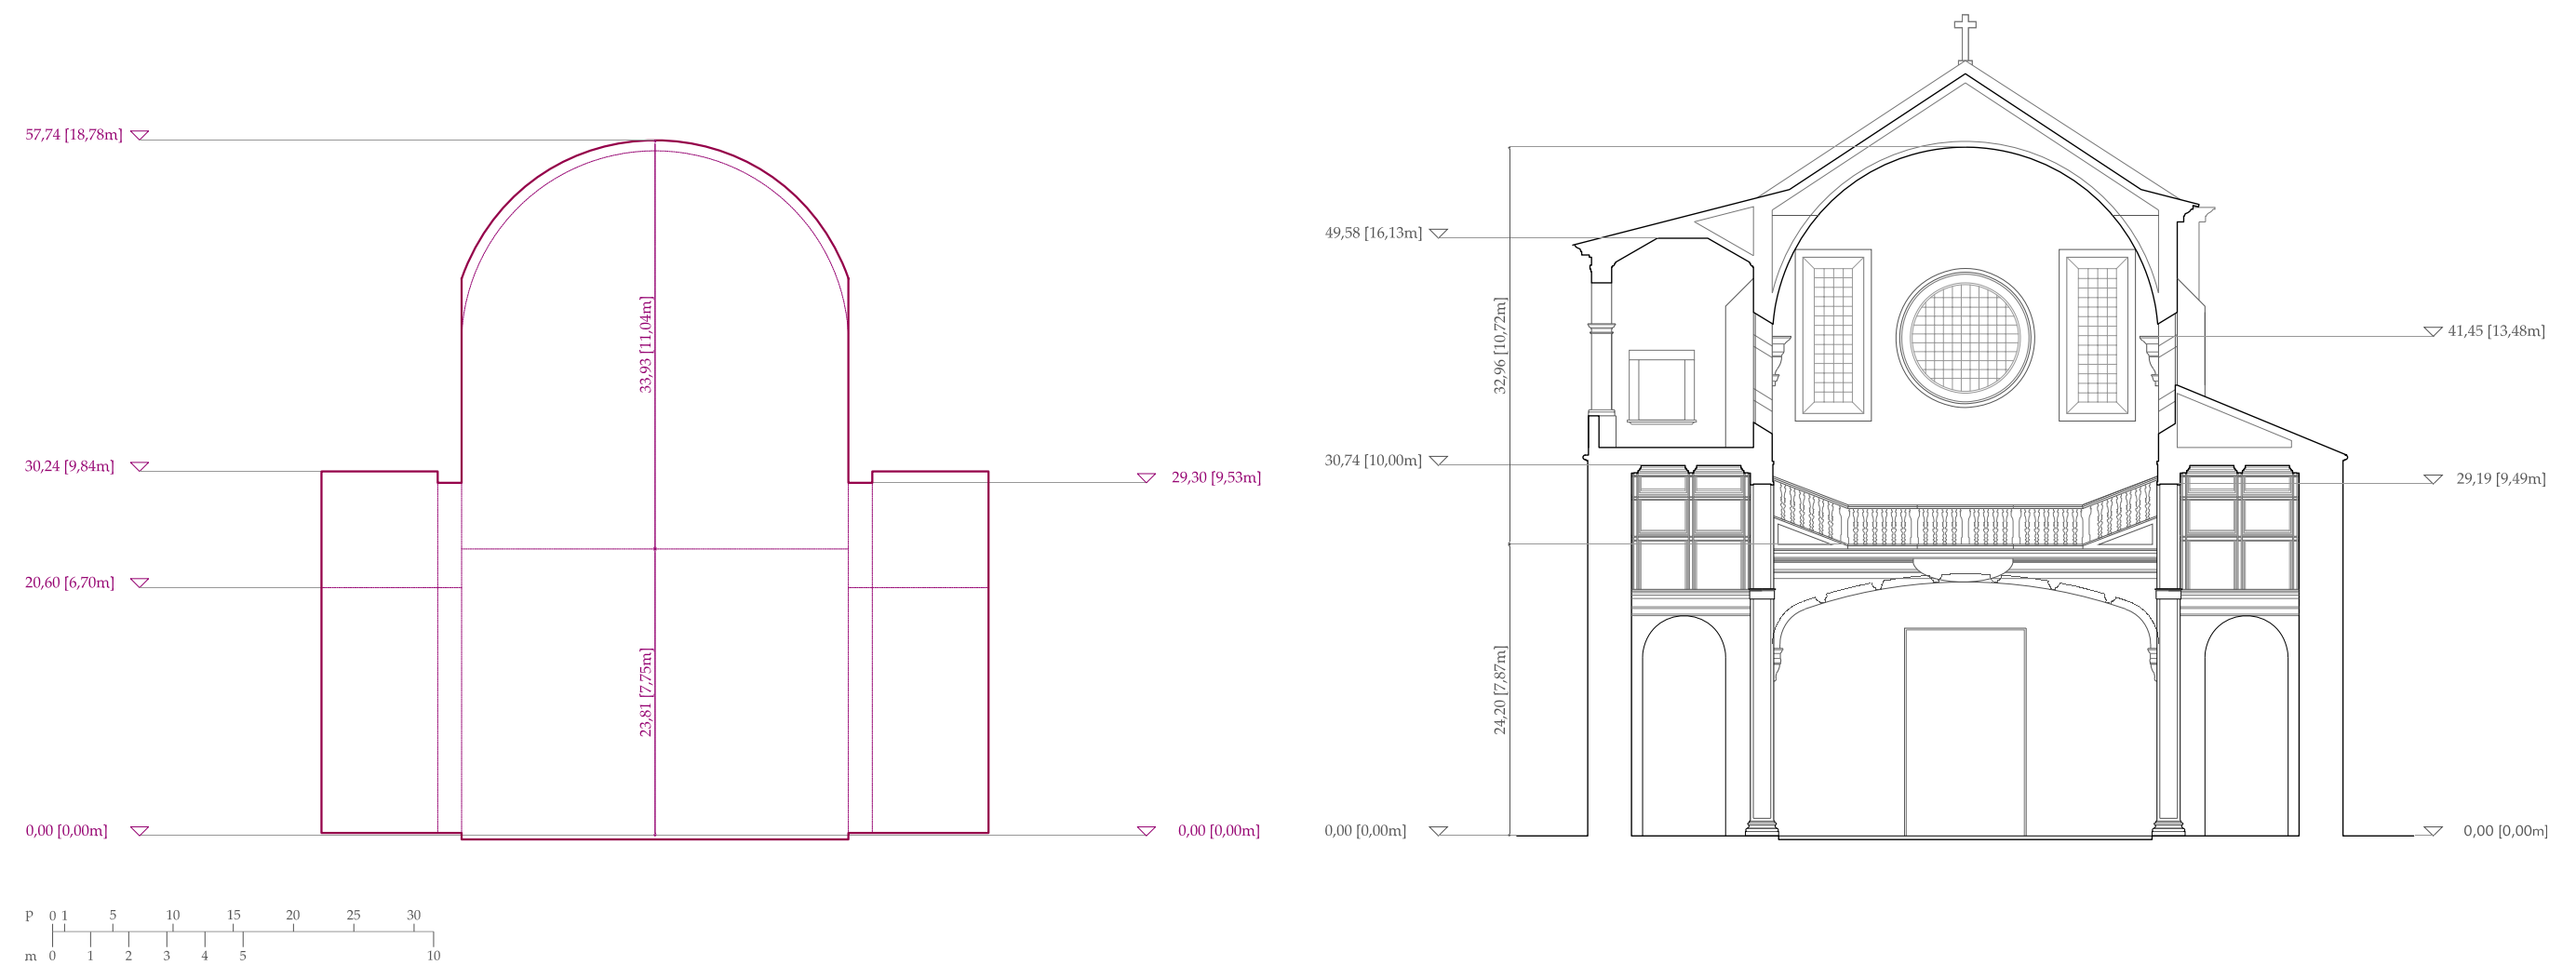 57,74 [18,78m]
49,58 [16,13m]
33,93 [11,04m]
32,96 [10,72m]
41,45 [13,48m]
30,24 [9,84m]
29,30 [9,53m]
30,74 [10,00m]
29,19 [9,49m]
20,60 [6,70m]
23,81 [7,75m]
24,20 [7,87m]
0,00 [0,00m]
0,00 [0,00m]
0,00 [0,00m]
0,00 [0,00m]
P 0 1 5 10 15 20 25 30
m 0 1 2 3 4 5 10